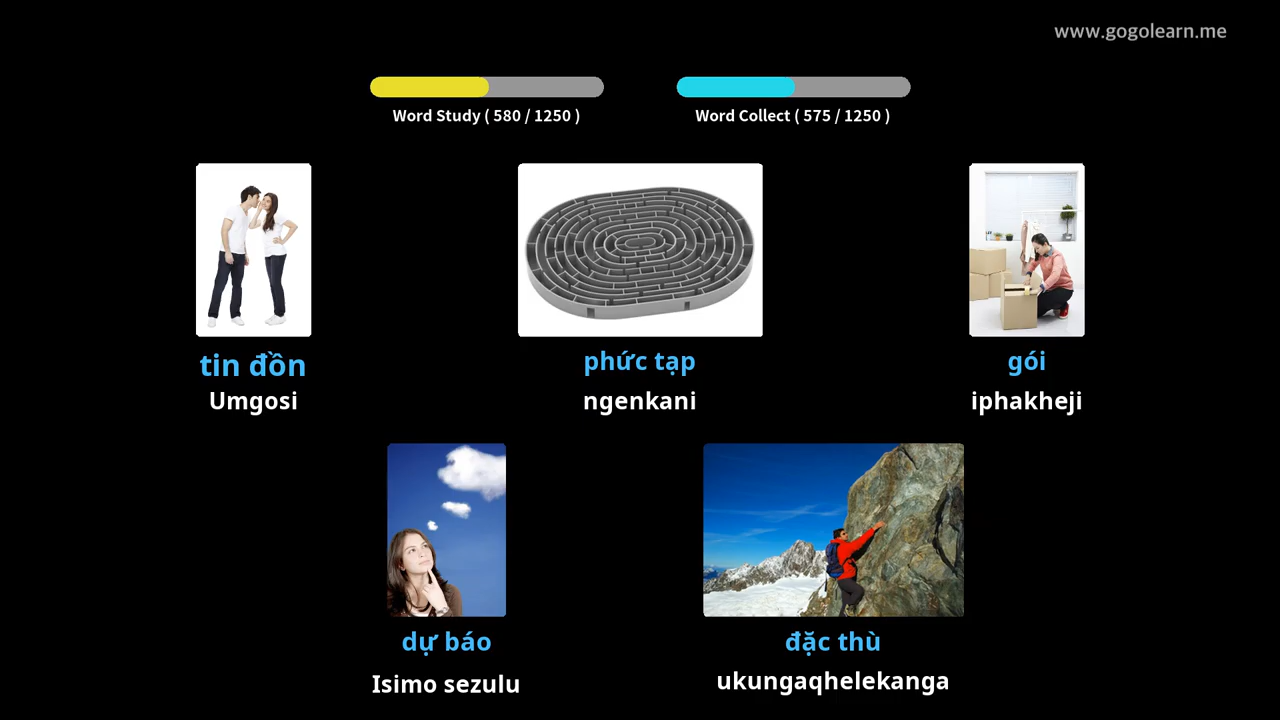 www.gogolearn.me
Word Study ( 580 / 1250 )
Word Collect ( 575 / 1250 )
tin đồn
Umgosi
phức tạp
ngenkani
gói
iphakheji
dự báo
Isimo sezulu
đặc thù
ukungaqhelekanga